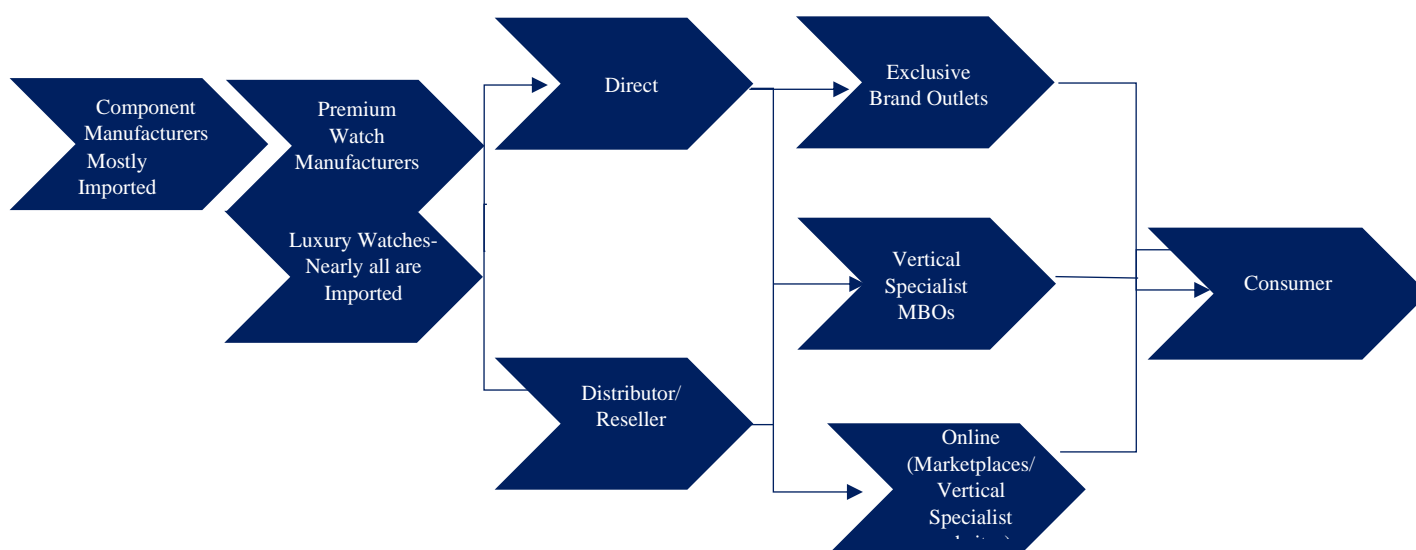 Component
Manufacturers
Mostly
Imported
Premium
Watch
Manufacturers
Luxury Watches-
Nearly all are
Imported
Direct
Distributor/
Reseller
Exclusive
Brand Outlets
Vertical
Specialist
MBOs
Online
(Marketplaces/
Vertical
Specialist
Consumer